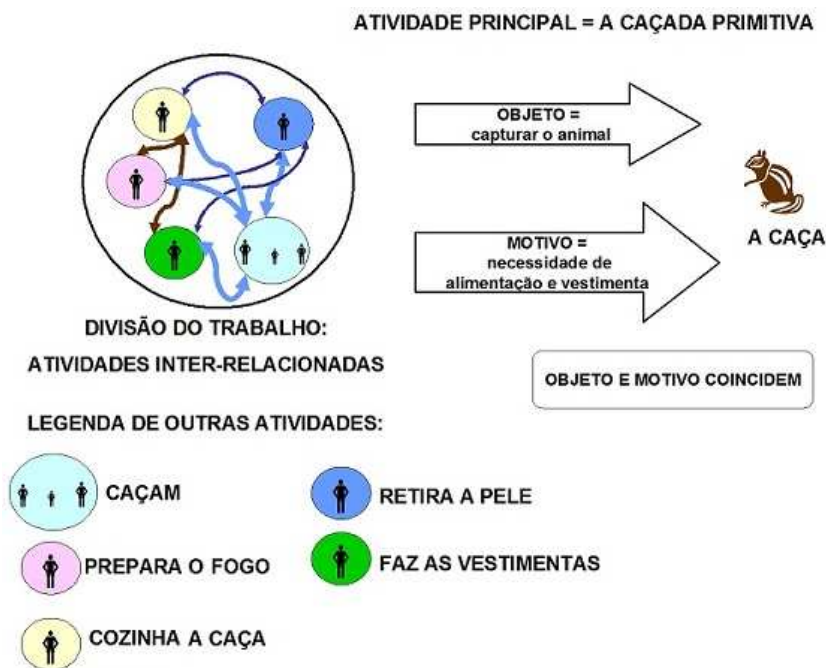 ATIVIDADE PRINCIPAL = A CAÇADA PRIMITIVA
OBJETO =
capturar o animal
MOTIVO =
necessidade de
alimentação e vestimenta
A CAÇA
DIVISÃO DO TRABALHO:
ATIVIDADES INTER-RELACIONADAS
OBJETO E MOTIVO COINCIDEM
LEGENDA DE OUTRAS ATIVIDADES:
CAÇAM
RETIRA A PELE
PREPARA O FOGO
FAZ AS VESTIMENTAS
COZINHA A CAÇA